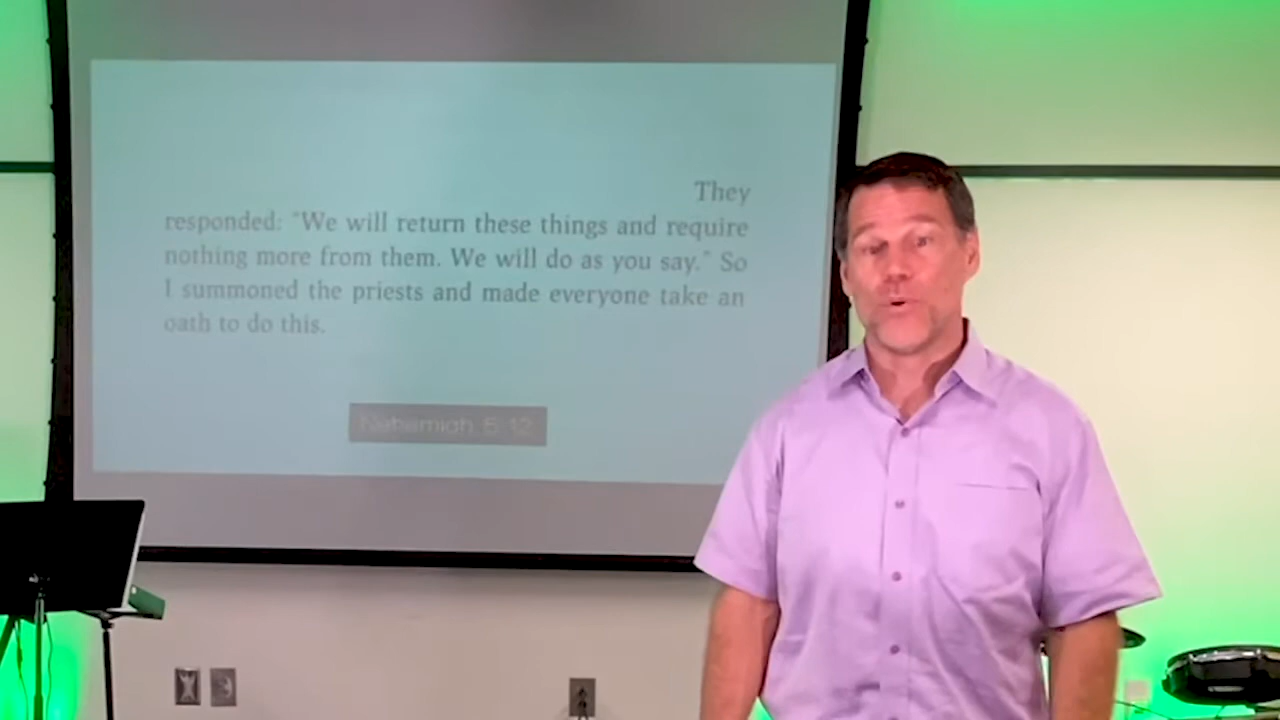 They
responded: "We will return these things and require
nothing more from them. We will do as you say." So
I summoned the priests and made everyone take an
oath to do this.
Nehemiah 5:12